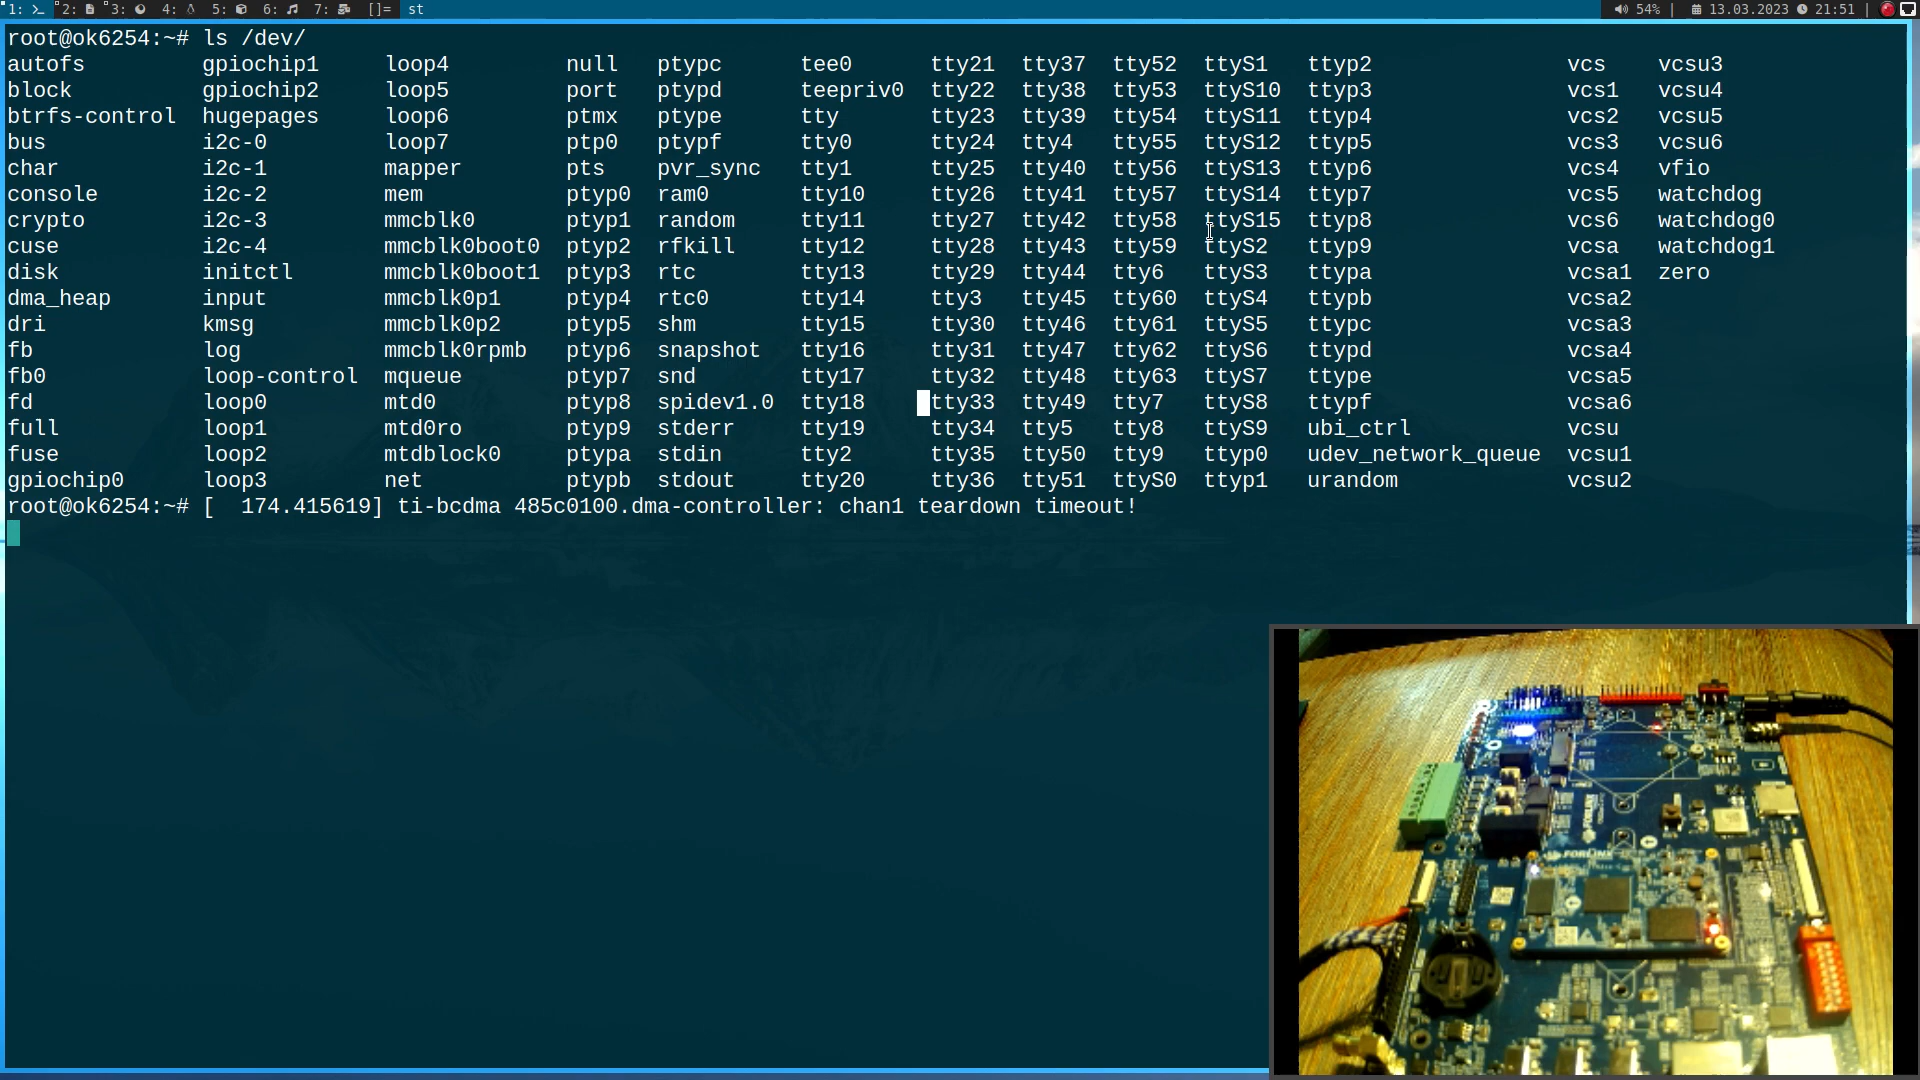 1: 2: 3: 4: 5: 6: 7: []= st 54% | 13.03.2023 21:51 |
root@ok6254:~# ls /dev/
autofs gpiochip1 loop4 null ptypc tee0 tty21 tty37 tty52 ttyS1 ttyp2 vcs vcsu3
block gpiochip2 loop5 port ptypd teepriv0 tty22 tty38 tty53 ttyS10 ttyp3 vcs1 vcsu4
btrfs-control hugepages loop6 ptmx ptype tty tty23 tty39 tty54 ttyS11 ttyp4 vcs2 vcsu5
bus i2c-0 loop7 ptp0 ptypf tty0 tty24 tty4 tty55 ttyS12 ttyp5 vcs3 vcsu6
char i2c-1 mapper pts pvr_sync tty1 tty25 tty40 tty56 ttyS13 ttyp6 vcs4 vfio
console i2c-2 mem ptyp0 ram0 tty10 tty26 tty41 tty57 ttyS14 ttyp7 vcs5 watchdog
crypto i2c-3 mmcblk0 ptyp1 random tty11 tty27 tty42 tty58 ttyS15 ttyp8 vcs6 watchdog0
cuse i2c-4 mmcblk0boot0 ptyp2 rfkill tty12 tty28 tty43 tty59 ttyS2 ttyp9 vcsa watchdog1
disk initctl mmcblk0boot1 ptyp3 rtc tty13 tty29 tty44 tty6 ttyS3 ttypa vcsa1 zero
dma_heap input mmcblk0p1 ptyp4 rtc0 tty14 tty3 tty45 tty60 ttyS4 ttypb vcsa2
dri kmsg mmcblk0p2 ptyp5 shm tty15 tty30 tty46 tty61 ttyS5 ttypc vcsa3
fb log mmcblk0rpmb ptyp6 snapshot tty16 tty31 tty47 tty62 ttyS6 ttypd vcsa4
fb0 loop-control mqueue ptyp7 snd tty17 tty32 tty48 tty63 ttyS7 ttype vcsa5
fd loop0 mtd0 ptyp8 spidev1.0 tty18 tty33 tty49 tty7 ttyS8 ttypf vcsa6
full loop1 mtd0ro ptyp9 stderr tty19 tty34 tty5 tty8 ttyS9 ubi_ctrl vcsu
fuse loop2 mtdblock0 ptypa stdin tty2 tty35 tty50 tty9 ttyp0 udev_network_queue vcsu1
gpiochip0 loop3 net ptypb stdout tty20 tty36 tty51 ttyS0 ttyp1 urandom vcsu2
root@ok6254:~# [  174.415619] ti-bcdma 485c0100.dma-controller: chan1 teardown timeout!
FORLINX
FORLINX